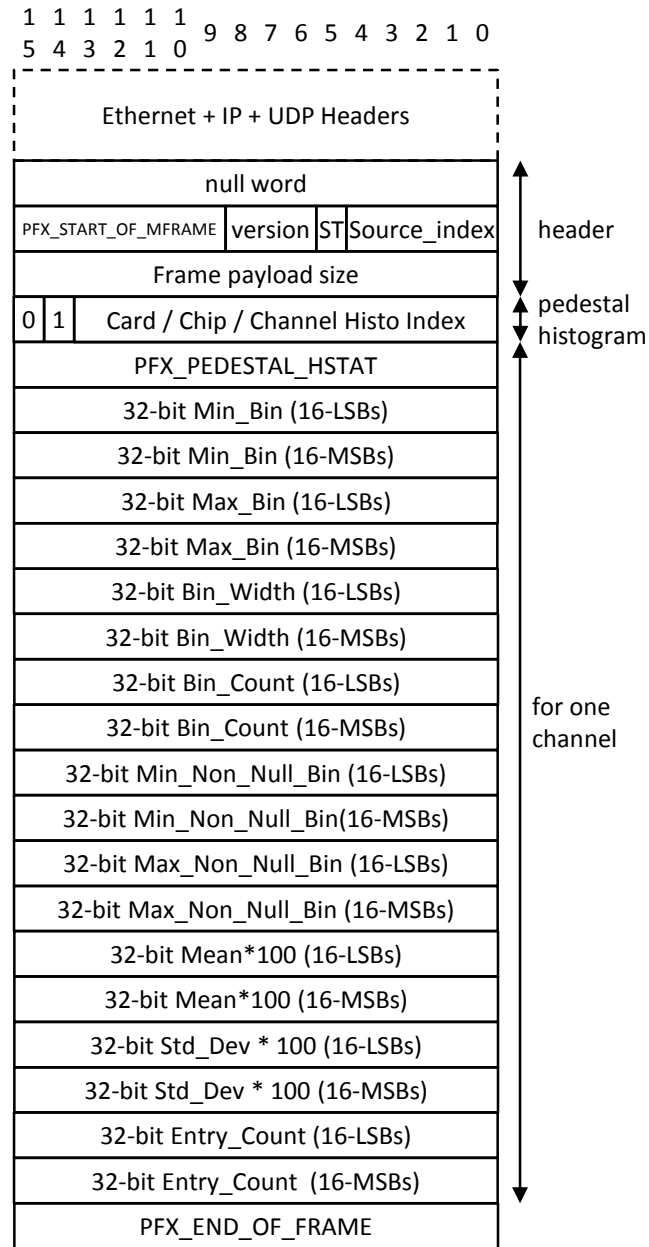 1 1 1 1 1 1
5 4 3 2 1 0 9 8 7 6 5 4 3 2 1 0
Ethernet + IP + UDP Headers
null word
PFX_START_OF_MFRAME version ST Source_index
header
Frame payload size
0 1 Card / Chip / Channel Histo Index
pedestal
histogram
PFX_PEDESTAL_HSTAT
32-bit Min_Bin (16-LSBs)
32-bit Min_Bin (16-MSBs)
32-bit Max_Bin (16-LSBs)
32-bit Max_Bin (16-MSBs)
32-bit Bin_Width (16-LSBs)
32-bit Bin_Width (16-MSBs)
32-bit Bin_Count (16-LSBs)
32-bit Bin_Count (16-MSBs)
for one
channel
32-bit Min_Non_Null_Bin (16-LSBs)
32-bit Min_Non_Null_Bin(16-MSBs)
32-bit Max_Non_Null_Bin (16-LSBs)
32-bit Max_Non_Null_Bin (16-MSBs)
32-bit Mean*100 (16-LSBs)
32-bit Mean*100 (16-MSBs)
32-bit Std_Dev * 100 (16-LSBs)
32-bit Std_Dev * 100 (16-MSBs)
32-bit Entry_Count (16-LSBs)
32-bit Entry_Count (16-MSBs)
PFX_END_OF_FRAME